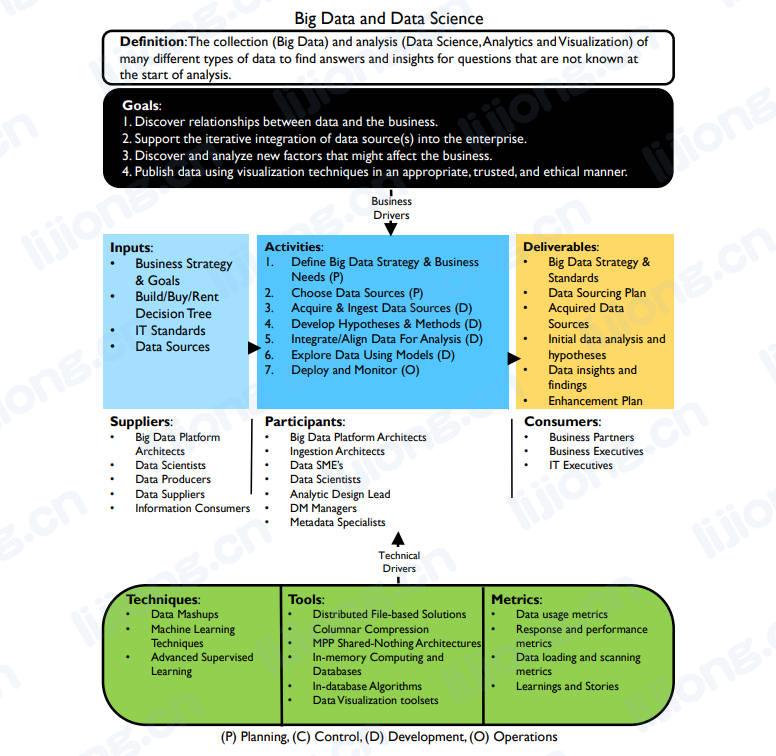 Big Data and Data Science
Definition: The collection (Big Data) and analysis (Data Science, Analytics and Visualization) of
many different types of data to find answers and insights for questions that are not known at
the start of analysis.
Goals:
1. Discover relationships between data and the business.
2. Support the iterative integration of data source(s) into the enterprise.
3. Discover and analyze new factors that might affect the business.
4. Publish data using visualization techniques in an appropriate, trusted, and ethical manner.
Business
Drivers
Inputs:
• Business Strategy
& Goals
• Build/Buy/Rent
Decision Tree
• IT Standards
• Data Sources
Activities:
1. Define Big Data Strategy & Business
Needs (P)
2. Choose Data Sources (P)
3. Acquire & Ingest Data Sources (D)
4. Develop Hypotheses & Methods (D)
5. Integrate/Align Data For Analysis (D)
6. Explore Data Using Models (D)
7. Deploy and Monitor (O)
Deliverables:
• Big Data Strategy &
Standards
• Data Sourcing Plan
• Acquired Data
Sources
• Initial data analysis and
hypotheses
• Data insights and
findings
• Enhancement Plan
Suppliers:
• Big Data Platform
Architects
• Data Scientists
• Data Producers
• Data Suppliers
• Information Consumers
Participants:
• Big Data Platform Architects
• Ingestion Architects
• Data SME's
• Data Scientists
• Analytic Design Lead
• DM Managers
• Metadata Specialists
Consumers:
• Business Partners
• Business Executives
• IT Executives
Technical
Drivers
Techniques:
• Data Mashups
• Machine Learning
Techniques
• Advanced Supervised
Learning
Tools:
• Distributed File-based Solutions
• Columnar Compression
• MPP Shared-Nothing Architectures
• In-memory Computing and
Databases
• In-database Algorithms
• Data Visualization toolsets
Metrics:
• Data usage metrics
• Response and performance
metrics
• Data loading and scanning
metrics
• Learnings and Stories
(P) Planning, (C) Control, (D) Development, (O) Operations
lijiong.cn